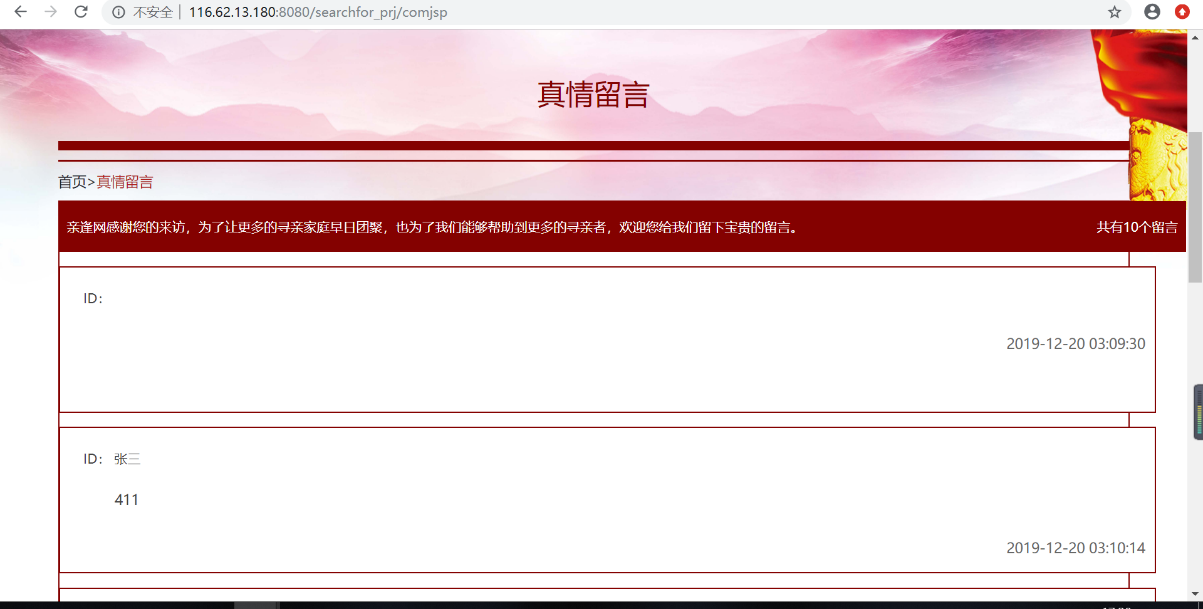 不安全 | 116.62.13.180:8080/searchfor_prj/comjsp
真情留言
首页>真情留言
亲逢网感谢您的来访，为了让更多的寻亲家庭早日团聚，也为了我们能够帮助到更多的寻亲者，欢迎您给我们留下宝贵的留言。 共有10个留言
ID：
2019-12-20 03:09:30
ID： 张三
411
2019-12-20 03:10:14